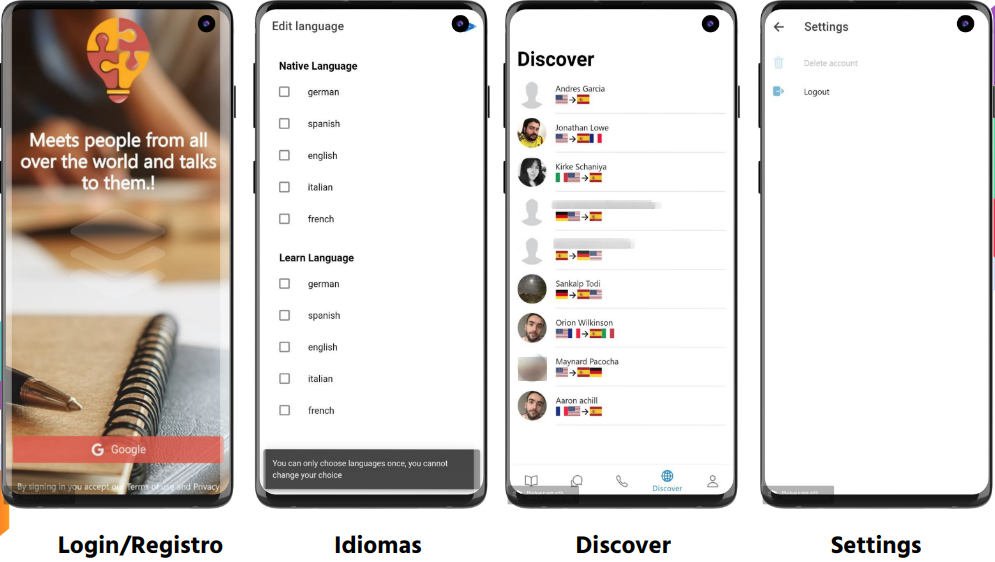 Meets people from all
over the world and talks
to them.!
Google
By signing in you accept our Terms of use and Privacy
Login/Registro
Edit language
Native Language
german
spanish
english
italian
french
Learn Language
german
spanish
english
italian
french
You can only choose languages once, you cannot
change your choice
Idiomas
Discover
Andres Garcia
Jonathan Lowe
Kirke Schaniya
Sankalp Todi
Orion Wilkinson
Maynard Pacocha
Aaron achill
Discover
Discover
Settings
Delete account
Logout
Settings